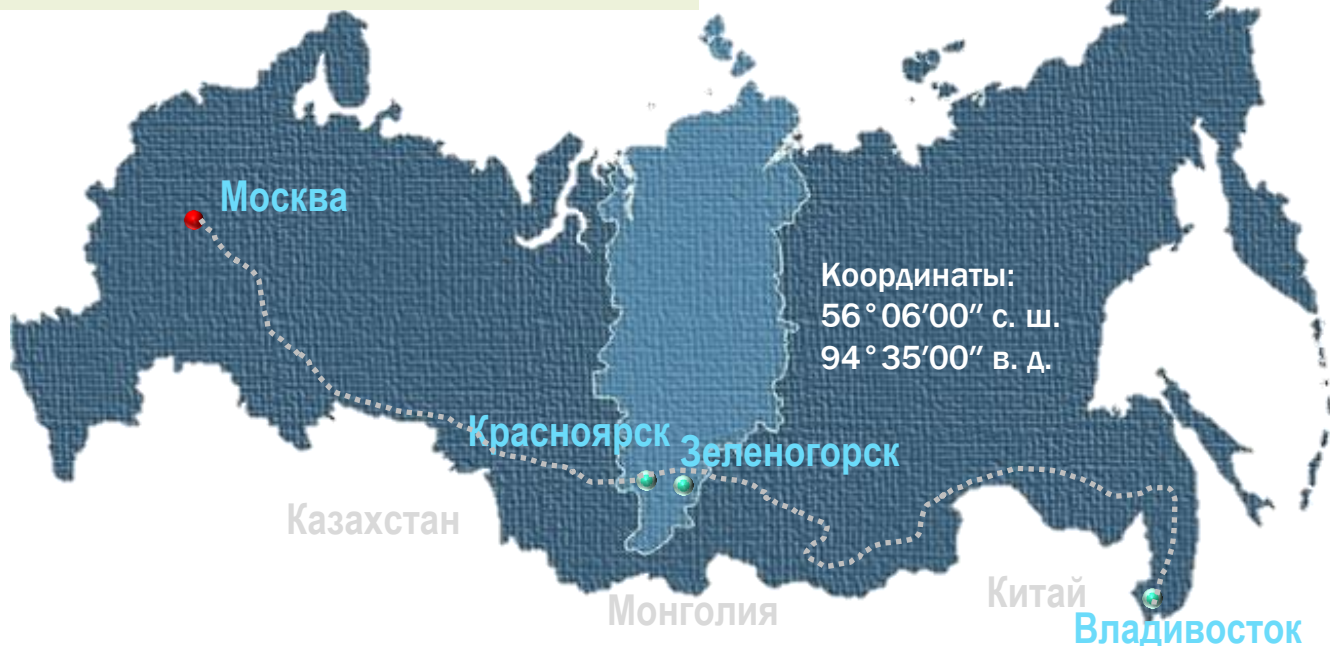 Москва
Координаты:
56°06′00″ с. ш.
94°35′00″ в. д.
Красноярск
Зеленогорск
Казахстан
Монголия
Китай
Владивосток